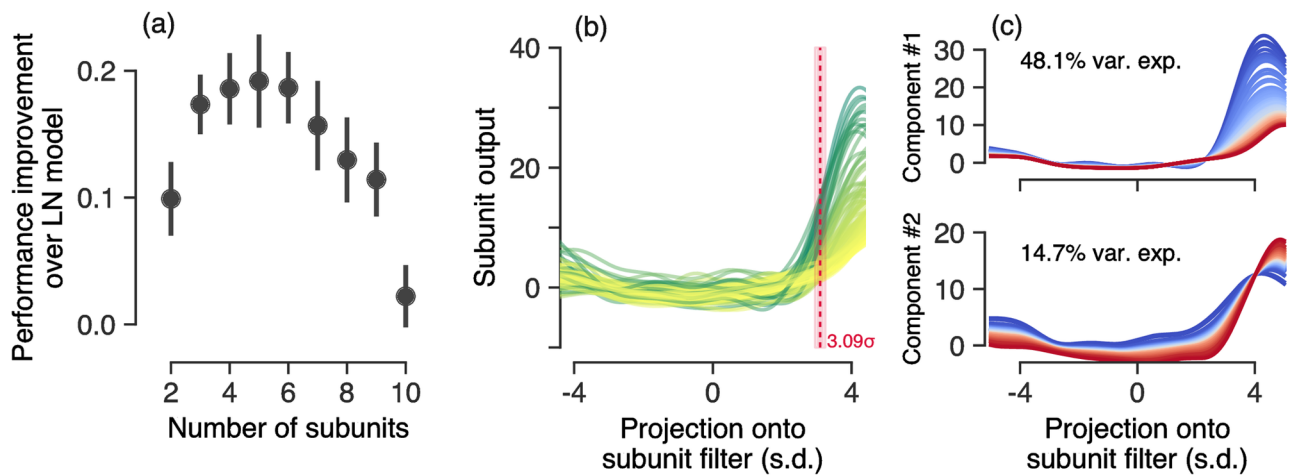 (a)
Performance improvement
over LN model
0.2
0.1
0.0
2
4
6
8
10
Number of subunits
(b)
Subunit output
40
20
0
3.09σ
-4
0
4
Projection onto
subunit filter (s.d.)
(c)
Component #1
30
20
10
0
48.1% var. exp.
-4
0
4
Component #2
20
10
0
14.7% var. exp.
-4
0
4
Projection onto
subunit filter (s.d.)